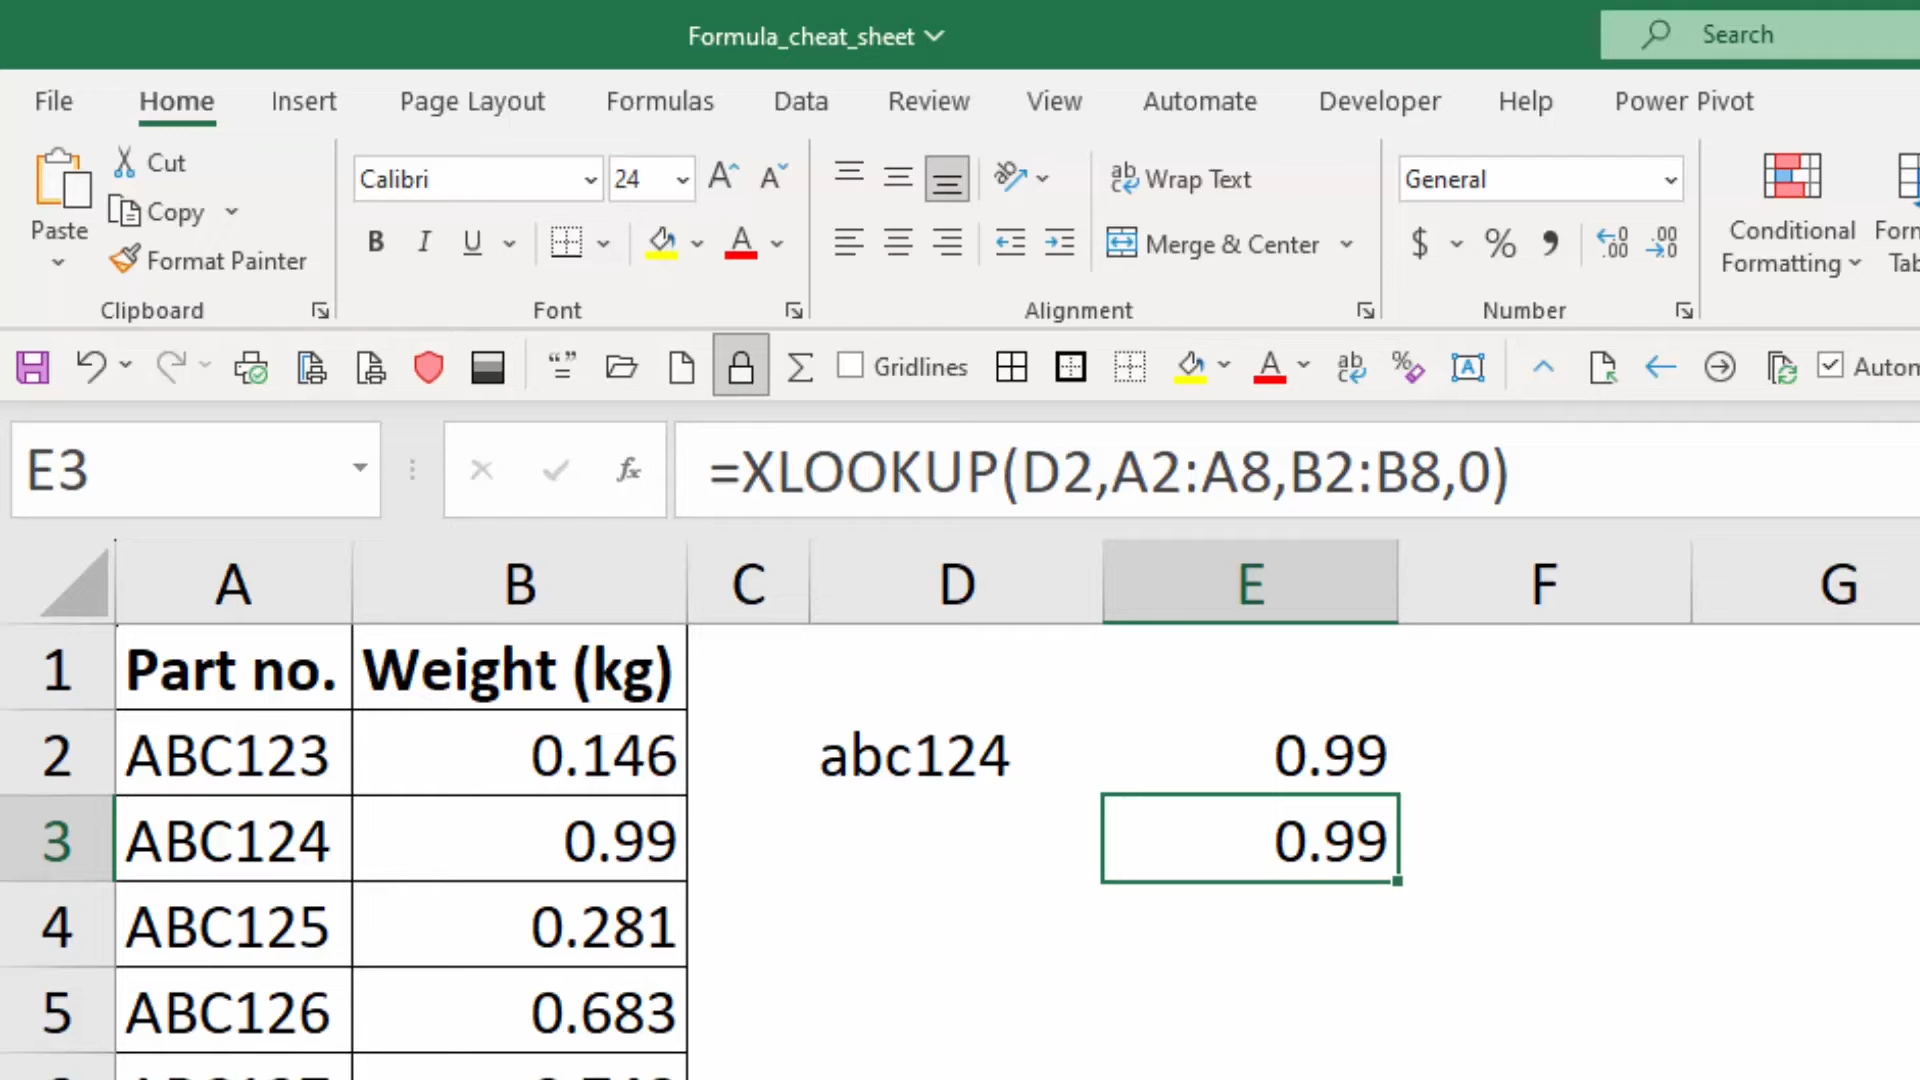 Formula_cheat_sheet
Search
File Home Insert Page Layout Formulas Data Review View Automate Developer Help Power Pivot
Paste
Cut
Copy
Format Painter
Clipboard
Calibri 24
B I U
Font
Wrap Text
Merge & Center
Alignment
General
$ % ,
Number
Conditional
Formatting
Gridlines
E3
fx
=XLOOKUP(D2,A2:A8,B2:B8,0)
A B C D E F G
1 Part no. Weight (kg)
2 ABC123 0.146 abc124 0.99
3 ABC124 0.99 0.99
4 ABC125 0.281
5 ABC126 0.683